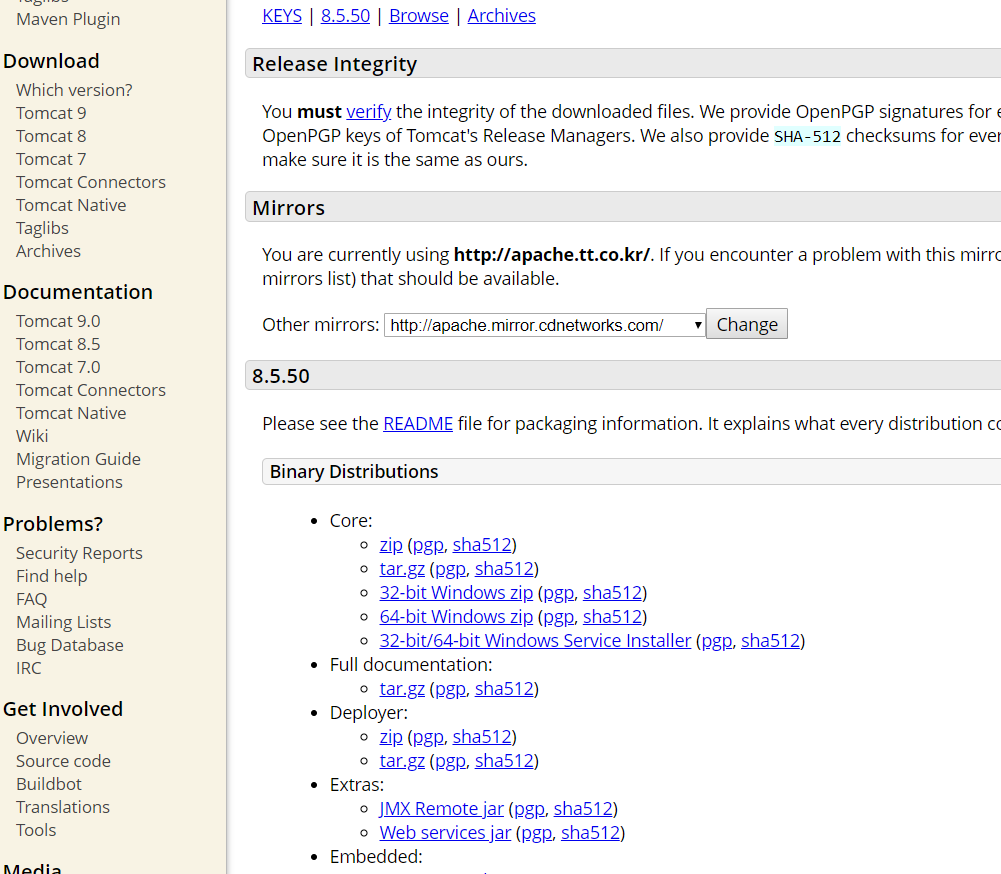 Taglibs
Maven Plugin
Download
Which version?
Tomcat 9
Tomcat 8
Tomcat 7
Tomcat Connectors
Tomcat Native
Taglibs
Archives
Documentation
Tomcat 9.0
Tomcat 8.5
Tomcat 7.0
Tomcat Connectors
Tomcat Native
Wiki
Migration Guide
Presentations
Problems?
Security Reports
Find help
FAQ
Mailing Lists
Bug Database
IRC
Get Involved
Overview
Source code
Buildbot
Translations
Tools
Media
KEYS | 8.5.50 | Browse | Archives
Release Integrity
You must verify the integrity of the downloaded files. We provide OpenPGP signatures for e
OpenPGP keys of Tomcat's Release Managers. We also provide SHA-512 checksums for ever
make sure it is the same as ours.
Mirrors
You are currently using http://apache.tt.co.kr/. If you encounter a problem with this mirro
mirrors list) that should be available.
Other mirrors: http://apache.mirror.cdnetworks.com/ Change
8.5.50
Please see the README file for packaging information. It explains what every distribution co
Binary Distributions
• Core:
◦ zip (pgp, sha512)
◦ tar.gz (pgp, sha512)
◦ 32-bit Windows zip (pgp, sha512)
◦ 64-bit Windows zip (pgp, sha512)
◦ 32-bit/64-bit Windows Service Installer (pgp, sha512)
• Full documentation:
◦ tar.gz (pgp, sha512)
• Deployer:
◦ zip (pgp, sha512)
◦ tar.gz (pgp, sha512)
• Extras:
◦ JMX Remote jar (pgp, sha512)
◦ Web services jar (pgp, sha512)
• Embedded: